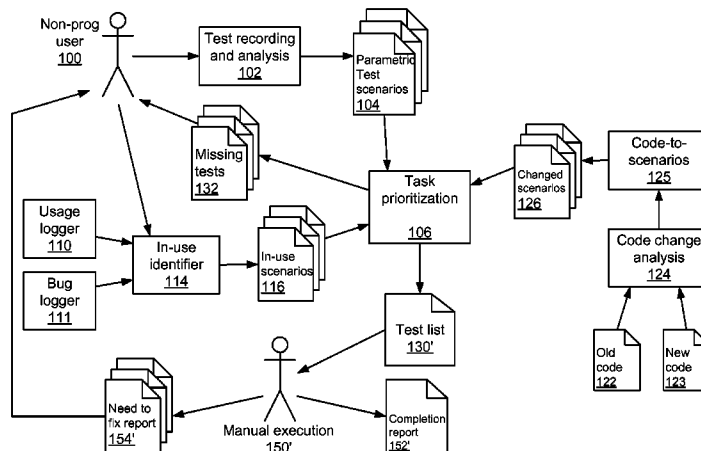 Non-prog
user
100
Test recording
and analysis
102
Parametric
Test
scenarios
104
Missing
tests
132
Task
prioritization
106
Changed
scenarios
126
Code-to-
scenarios
125
Code change
analysis
124
Usage
logger
110
Bug
logger
111
In-use
identifier
114
In-use
scenarios
116
Test list
130'
Old
code
122
New
code
123
Need to
fix report
154'
Manual execution
150'
Completion
report
152'